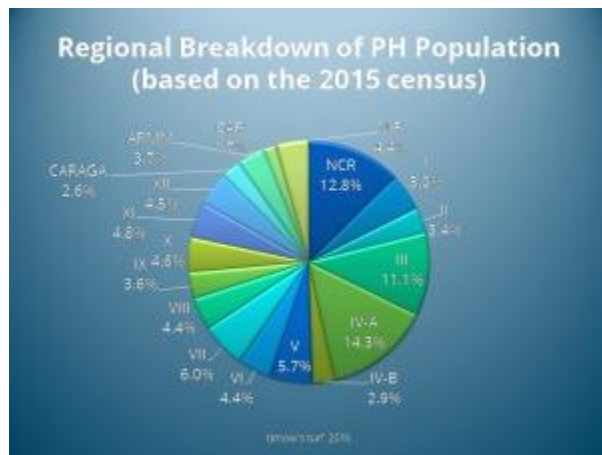 Regional Breakdown of PH Population
(based on the 2015 census)
NCR
12.8%
I
5.0%
II
3.4%
III
11.1%
IV-A
14.3%
IV-B
2.9%
V
5.7%
VI
4.4%
VII
6.0%
VIII
4.4%
IX
3.6%
X
4.6%
XI
4.8%
XII
4.5%
CARAGA
2.6%
ARMM
3.7%
CAR
4.4%